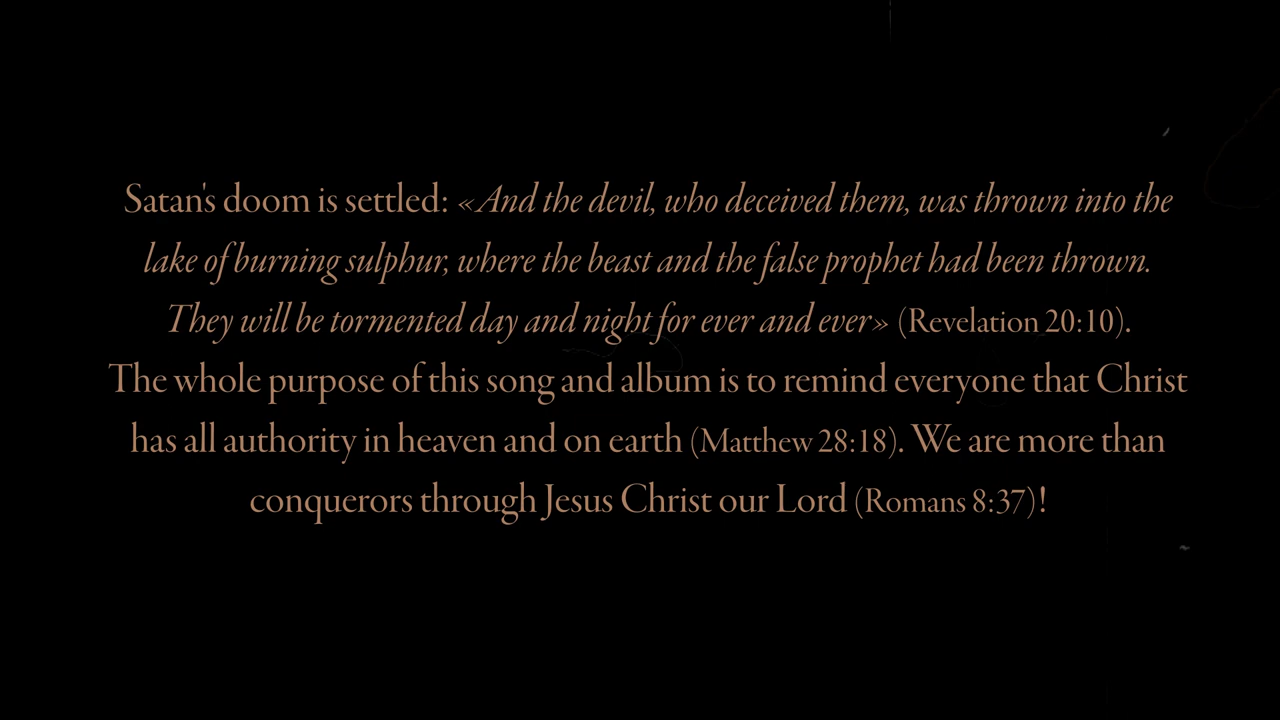 Satan's doom is settled: «And the devil, who deceived them, was thrown into the
lake of burning sulphur, where the beast and the false prophet had been thrown.
They will be tormented day and night for ever and ever» (Revelation 20:10).
The whole purpose of this song and album is to remind everyone that Christ
has all authority in heaven and on earth (Matthew 28:18). We are more than
conquerors through Jesus Christ our Lord (Romans 8:37)!